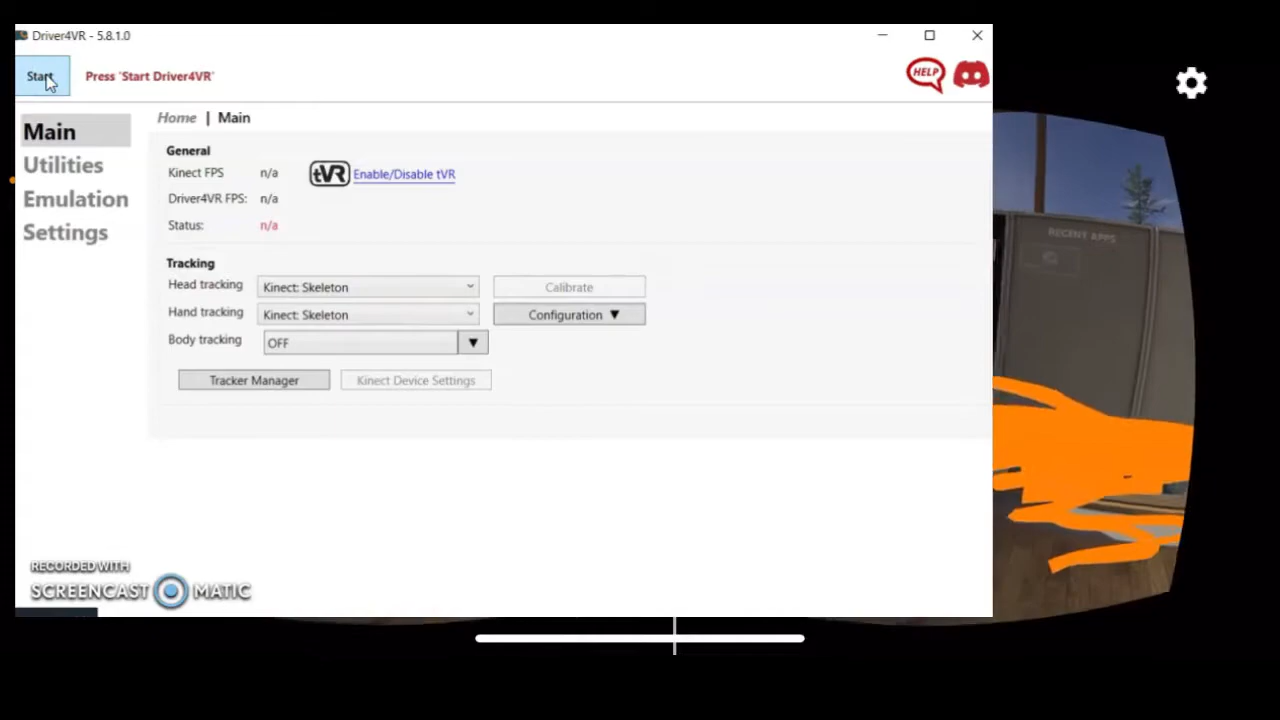 Driver4VR - 5.8.1.0
Start
Press 'Start Driver4VR'
HELP
Main
Utilities
Emulation
Settings
Home | Main
General
Kinect FPS n/a
tVR Enable/Disable tVR
Driver4VR FPS: n/a
Status: n/a
Tracking
Head tracking Kinect: Skeleton Calibrate
Hand tracking Kinect: Skeleton Configuration ▼
Body tracking OFF ▼
Tracker Manager Kinect Device Settings
RECENT APPS
RECORDED WITH
SCREENCAST MATIC